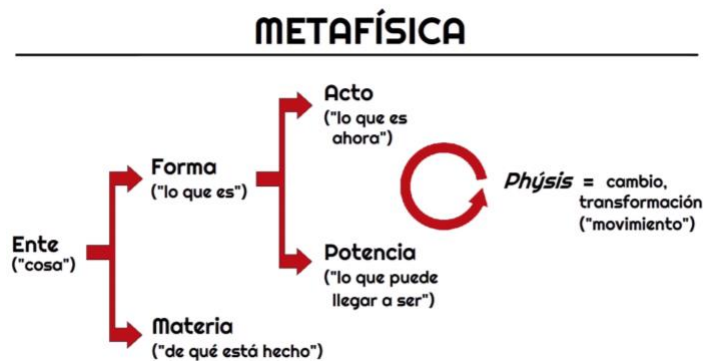 METAFÍSICA
Acto
("lo que es
ahora")
Forma
("lo que es")
Phýsis = cambio,
transformación
("movimiento")
Ente
("cosa")
Potencia
("lo que puede
llegar a ser")
Materia
("de qué está hecho")